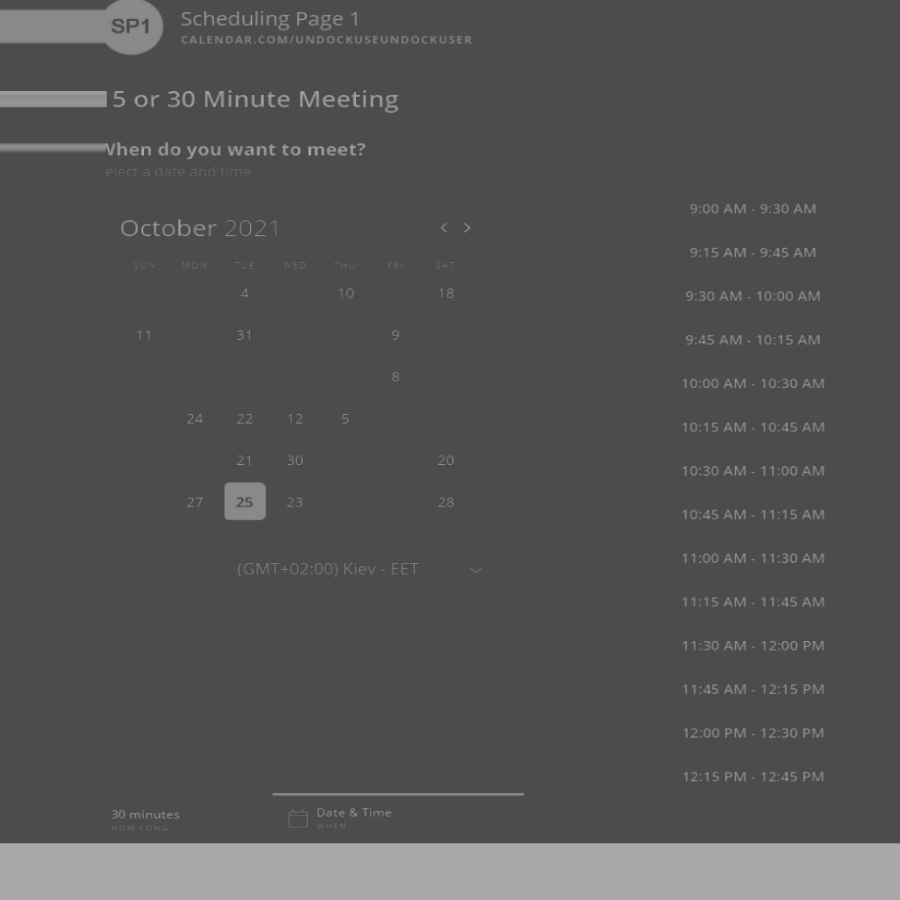 SP1
Scheduling Page 1
CALENDAR.COM/UNDOCKUSEUNDOCKUSER
5 or 30 Minute Meeting
When do you want to meet?
elect a date and time
October 2021 < >
SUN MON TUE WED THU FRI SAT
4 10 18
11 31 9
8
24 22 12 5
21 30 20
27 25 23 28
(GMT+02:00) Kiev - EET
9:00 AM - 9:30 AM
9:15 AM - 9:45 AM
9:30 AM - 10:00 AM
9:45 AM - 10:15 AM
10:00 AM - 10:30 AM
10:15 AM - 10:45 AM
10:30 AM - 11:00 AM
10:45 AM - 11:15 AM
11:00 AM - 11:30 AM
11:15 AM - 11:45 AM
11:30 AM - 12:00 PM
11:45 AM - 12:15 PM
12:00 PM - 12:30 PM
12:15 PM - 12:45 PM
30 minutes
HOW LONG
Date & Time
WHEN